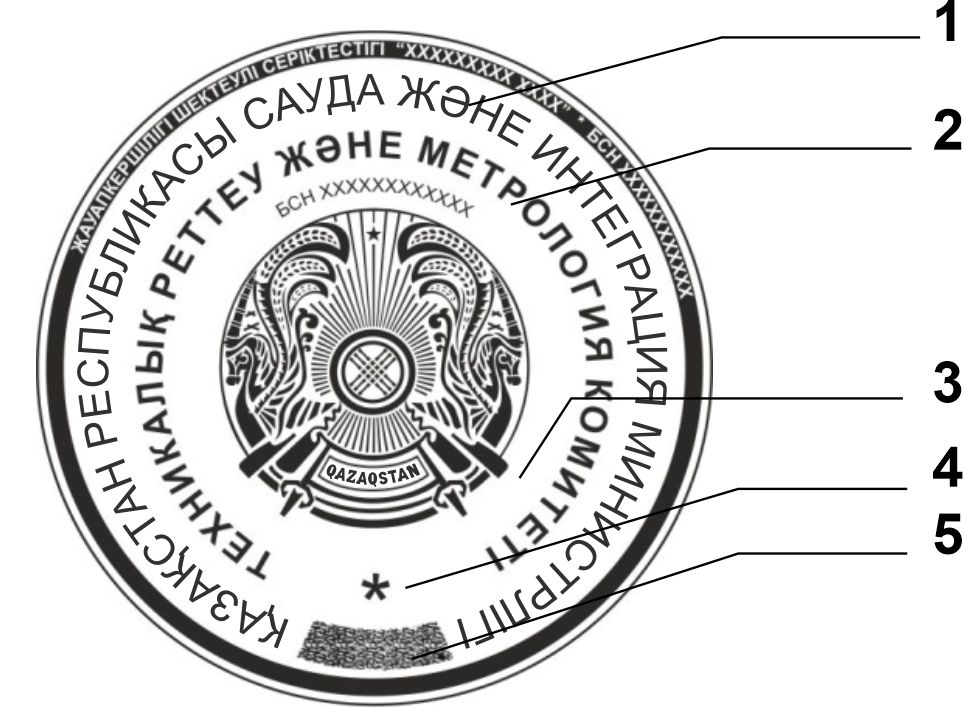 ЖАУАПКЕРШІЛІГІ ШЕКТЕУЛІ СЕРІКТЕСТІГІ “XXXXXXXXX XXXX” * БСН XXXXXXXXXXXX
ҚАЗАҚСТАН РЕСПУБЛИКАСЫ САУДА ЖӘНЕ ИНТЕГРАЦИЯ МИНИСТРЛІГІ
ТЕХНИКАЛЫҚ РЕТТЕУ ЖӘНЕ МЕТРОЛОГИЯ КОМИТЕТІ
БСН XXXXXXXXXXXX
QAZAQSTAN
*
1
2
3
4
5